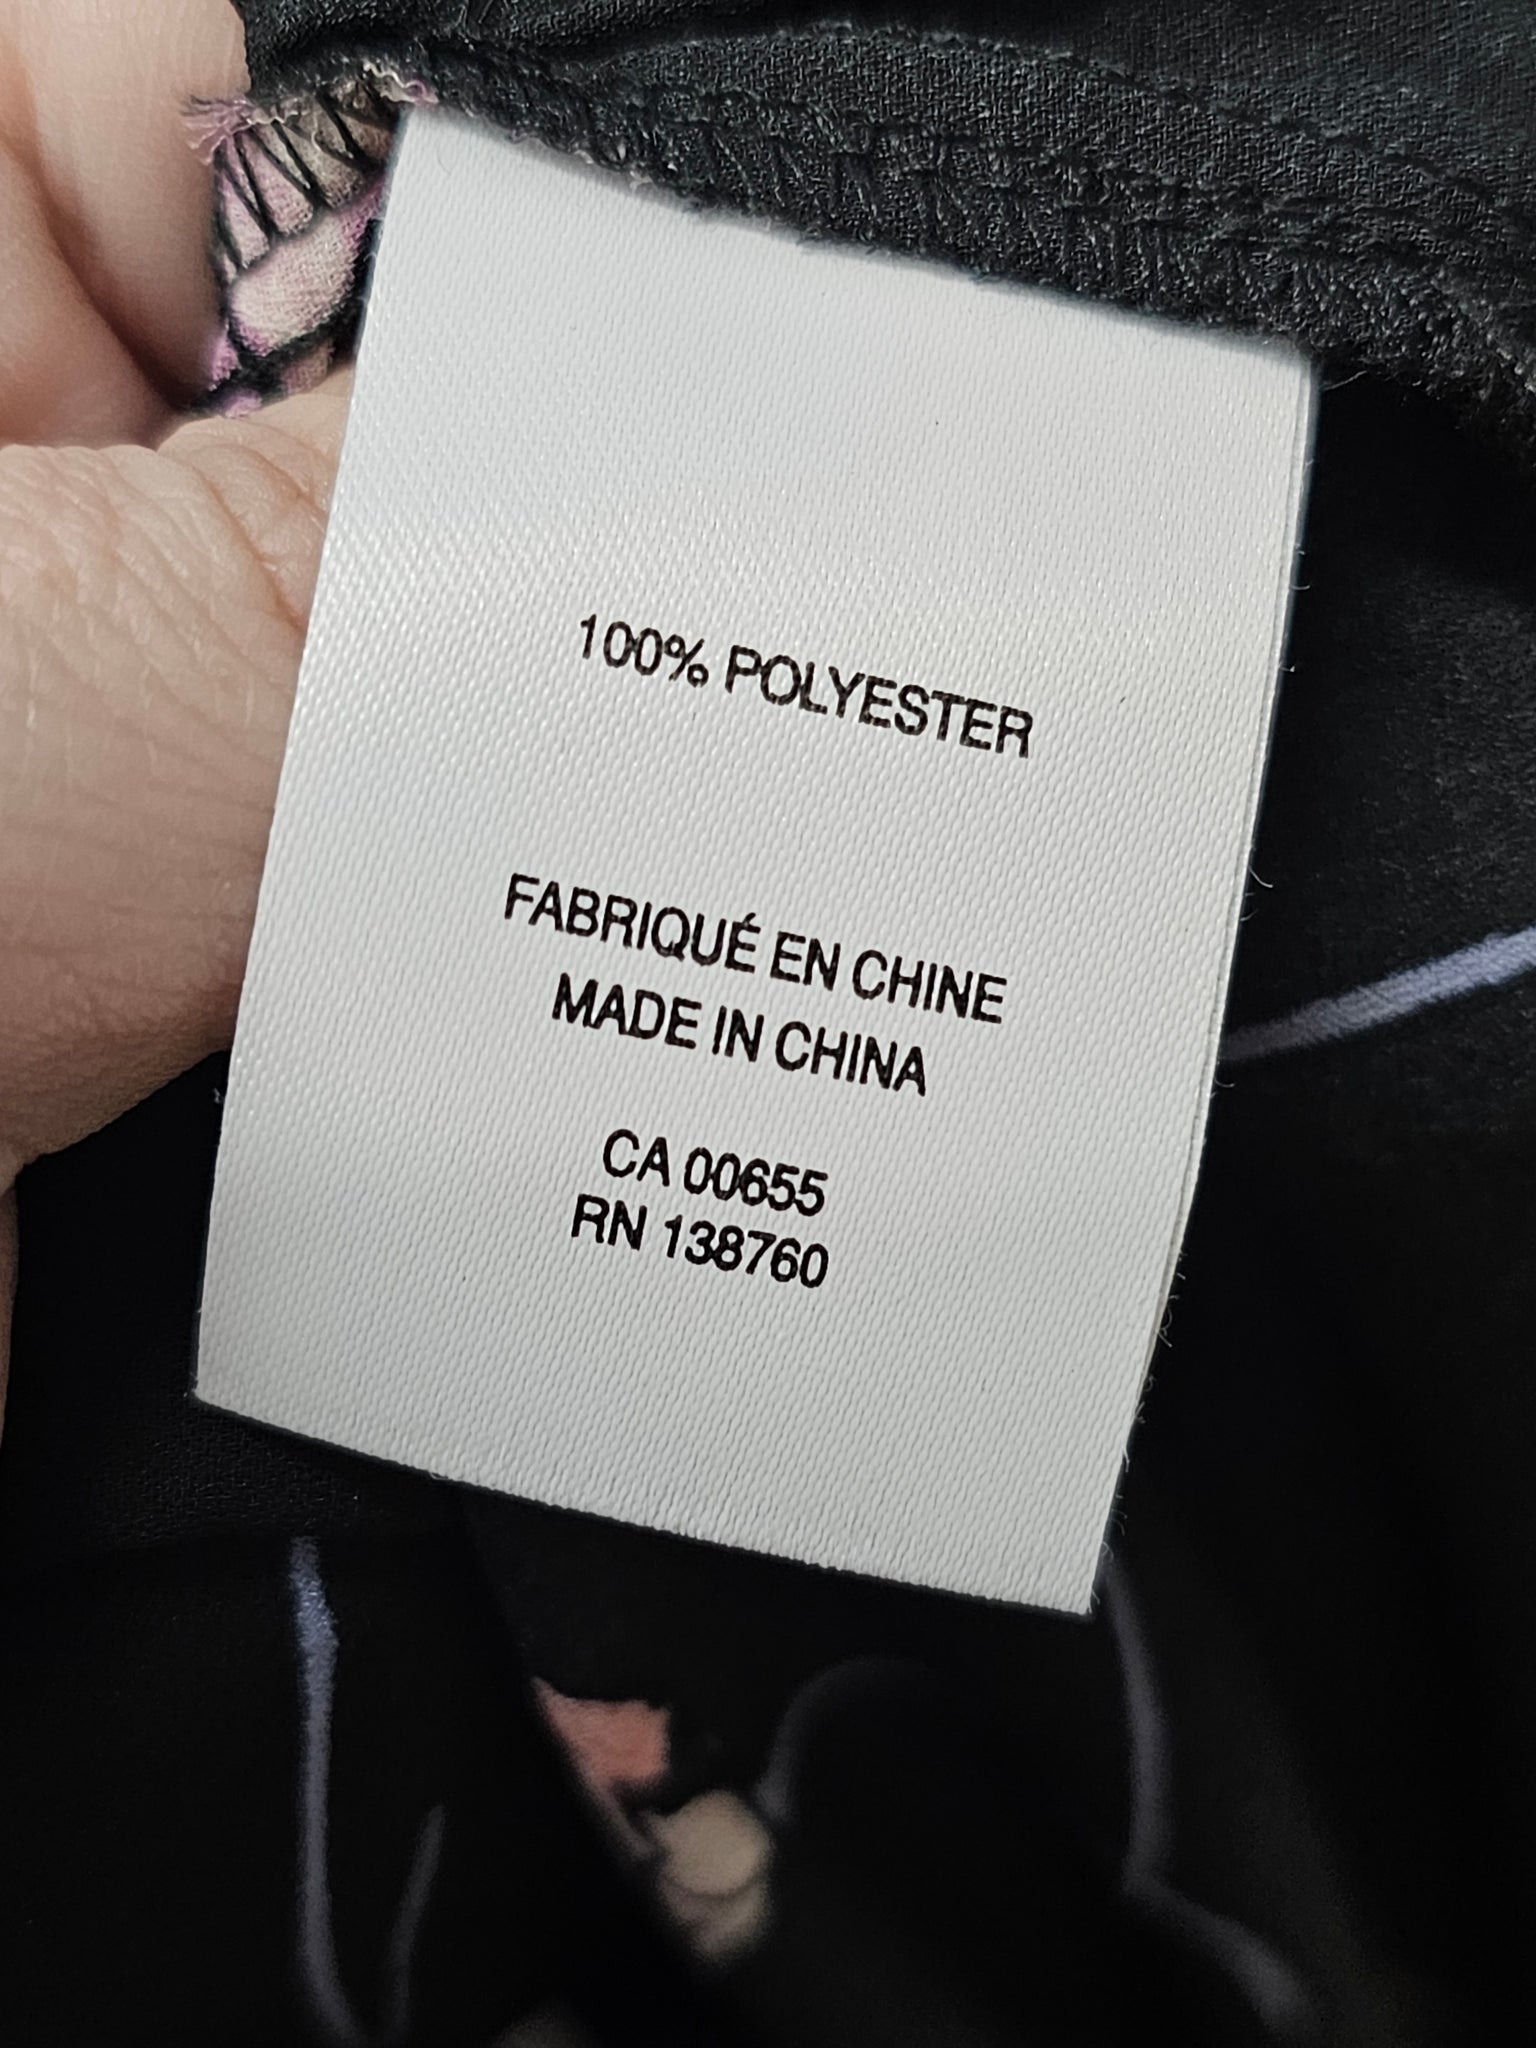 100% POLYESTER
FABRIQUÉ EN CHINE
MADE IN CHINA
CA 00655
RN 138760